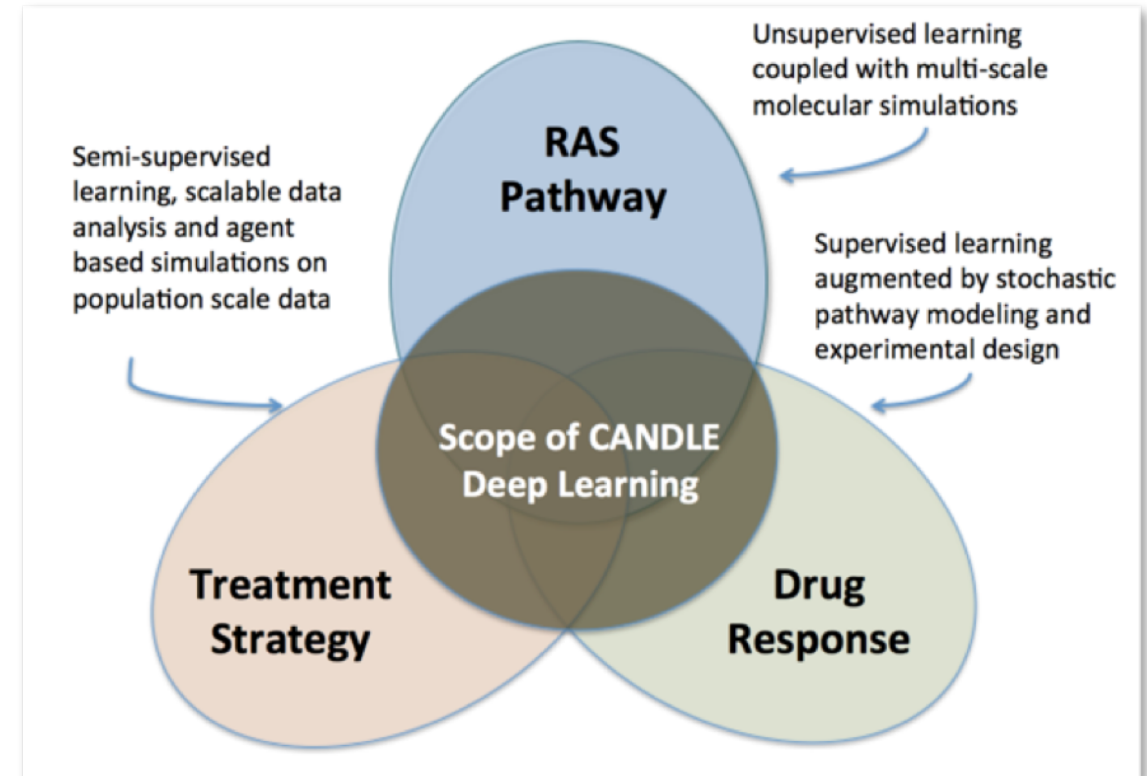 Unsupervised learning
coupled with multi-scale
molecular simulations
RAS
Pathway
Semi-supervised
learning, scalable data
analysis and agent
based simulations on
population scale data
Supervised learning
augmented by stochastic
pathway modeling and
experimental design
Scope of CANDLE
Deep Learning
Treatment
Strategy
Drug
Response